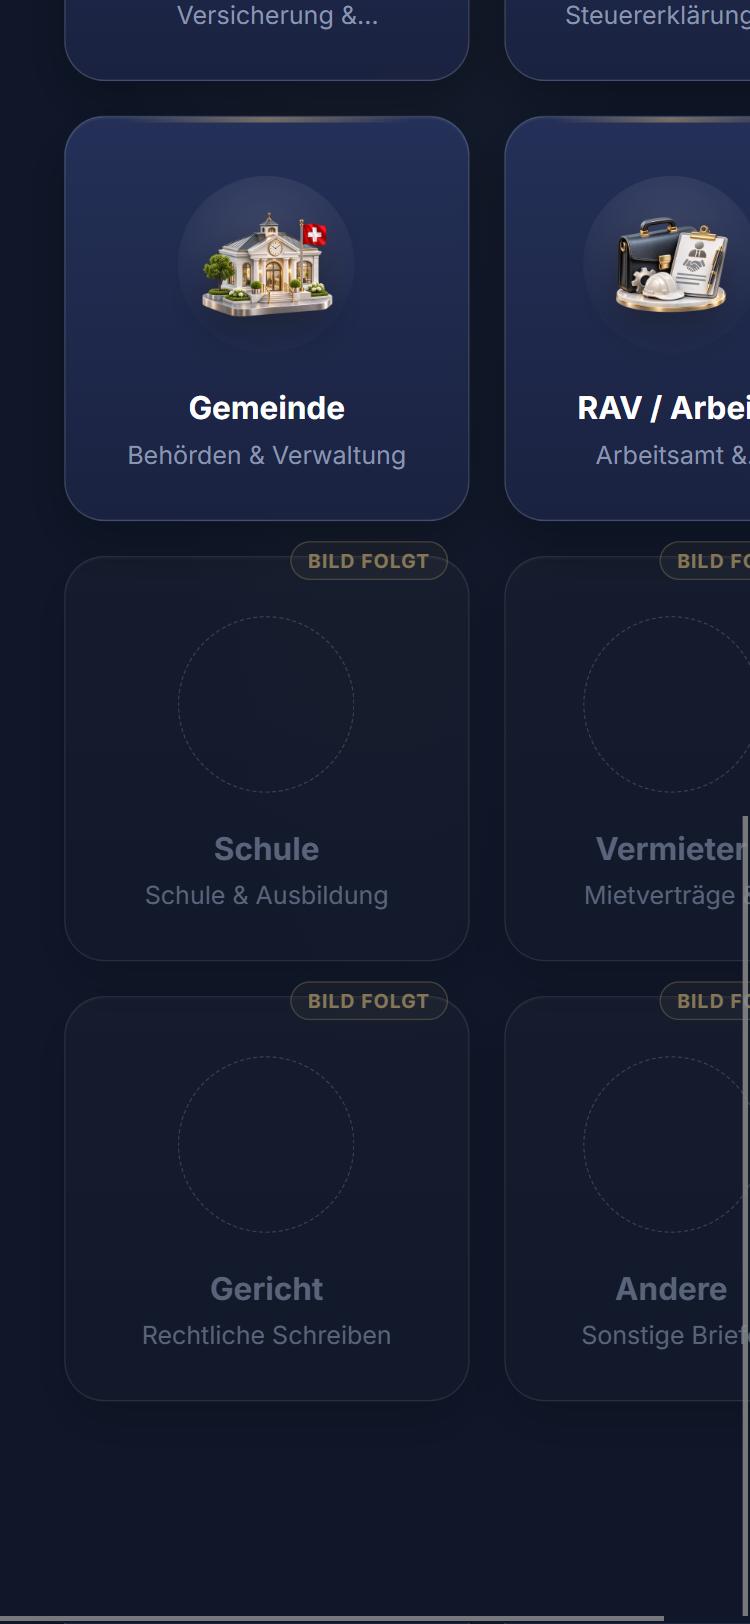 Versicherung &...
Steuererklärung
Gemeinde
Behörden & Verwaltung
RAV / Arbei
Arbeitsamt &.
BILD FOLGT
Schule
Schule & Ausbildung
BILD FO
Vermieter
Mietverträge &
BILD FOLGT
Gericht
Rechtliche Schreiben
BILD FO
Andere
Sonstige Briefe